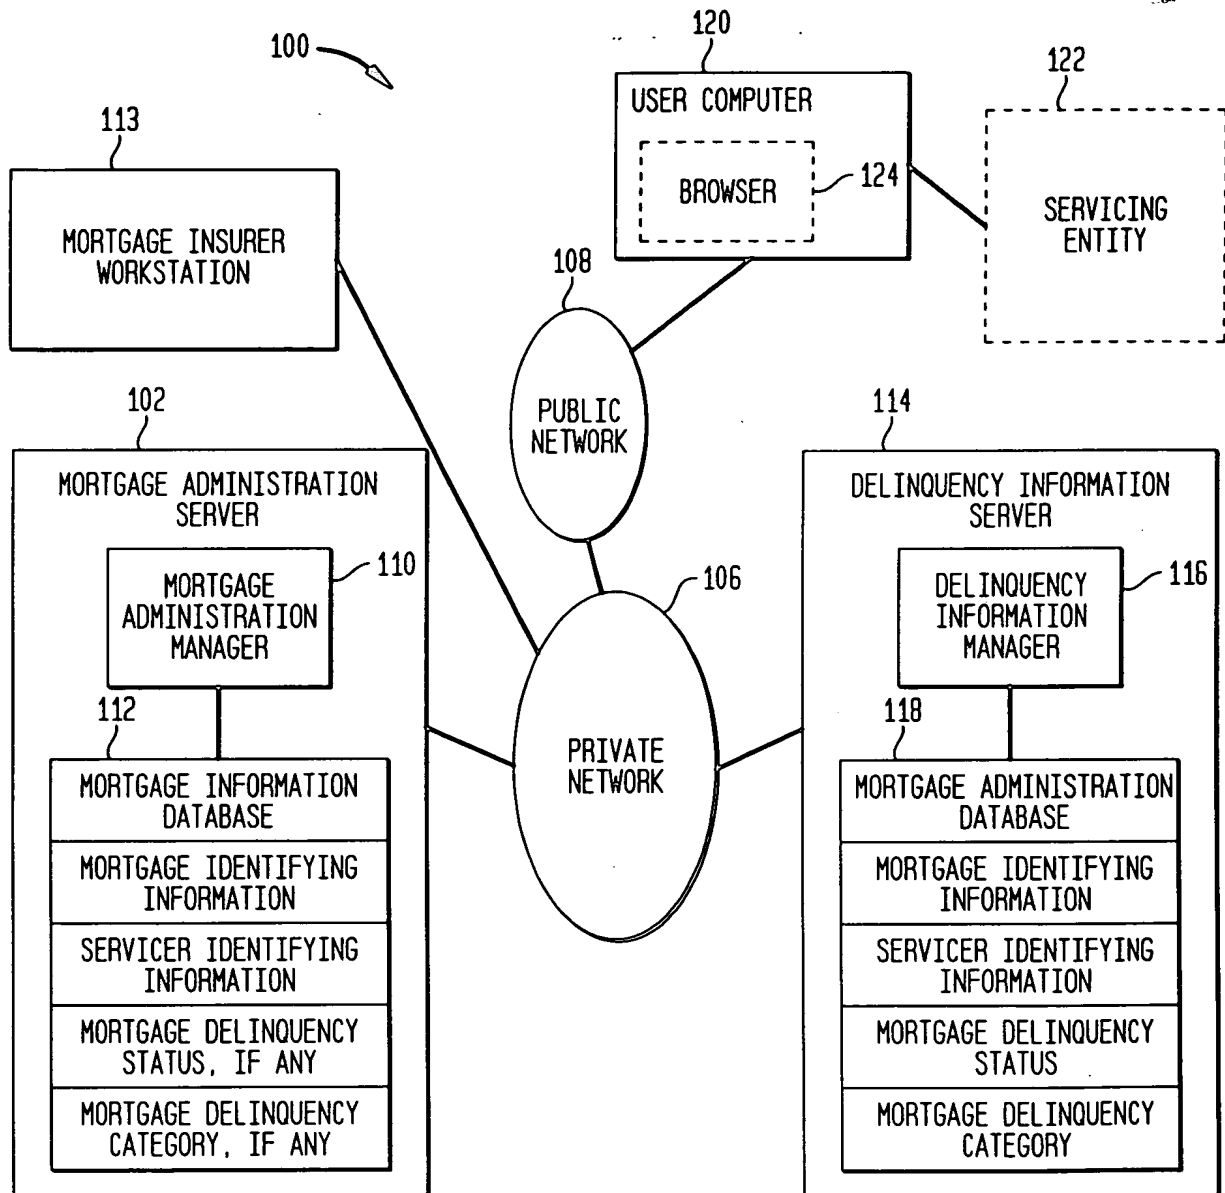 100
120
122
113
USER COMPUTER
BROWSER
124
SERVICING
ENTITY
MORTGAGE INSURER
WORKSTATION
108
PUBLIC
NETWORK
102
114
MORTGAGE ADMINISTRATION
SERVER
110
MORTGAGE
ADMINISTRATION
MANAGER
106
PRIVATE
NETWORK
DELINQUENCY INFORMATION
SERVER
116
DELINQUENCY
INFORMATION
MANAGER
112
MORTGAGE INFORMATION
DATABASE
MORTGAGE IDENTIFYING
INFORMATION
SERVICER IDENTIFYING
INFORMATION
MORTGAGE DELINQUENCY
STATUS, IF ANY
MORTGAGE DELINQUENCY
CATEGORY, IF ANY
118
MORTGAGE ADMINISTRATION
DATABASE
MORTGAGE IDENTIFYING
INFORMATION
SERVICER IDENTIFYING
INFORMATION
MORTGAGE DELINQUENCY
STATUS
MORTGAGE DELINQUENCY
CATEGORY